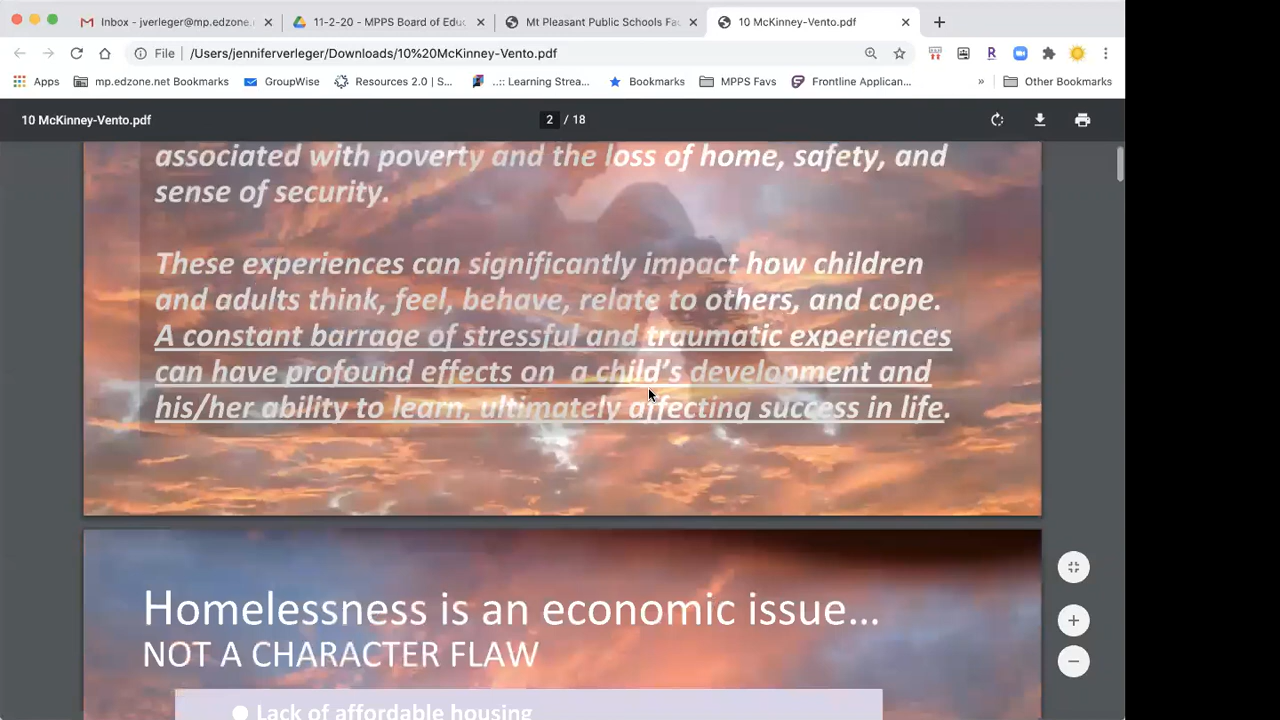 Inbox - jverleger@mp.edzone.
11-2-20 - MPPS Board of Educ
Mt Pleasant Public Schools Fac
10 McKinney-Vento.pdf
File | /Users/jenniferverleger/Downloads/10%20McKinney-Vento.pdf
Apps
mp.edzone.net Bookmarks
GroupWise
Resources 2.0 | S...
..:: Learning Strea...
Bookmarks
MPPS Favs
Frontline Applican...
»
Other Bookmarks
10 McKinney-Vento.pdf
2 / 18
associated with poverty and the loss of home, safety, and
sense of security.
These experiences can significantly impact how children
and adults think, feel, behave, relate to others, and cope.
A constant barrage of stressful and traumatic experiences
can have profound effects on a child's development and
his/her ability to learn, ultimately affecting success in life.
Homelessness is an economic issue...
NOT A CHARACTER FLAW
● Lack of affordable housing